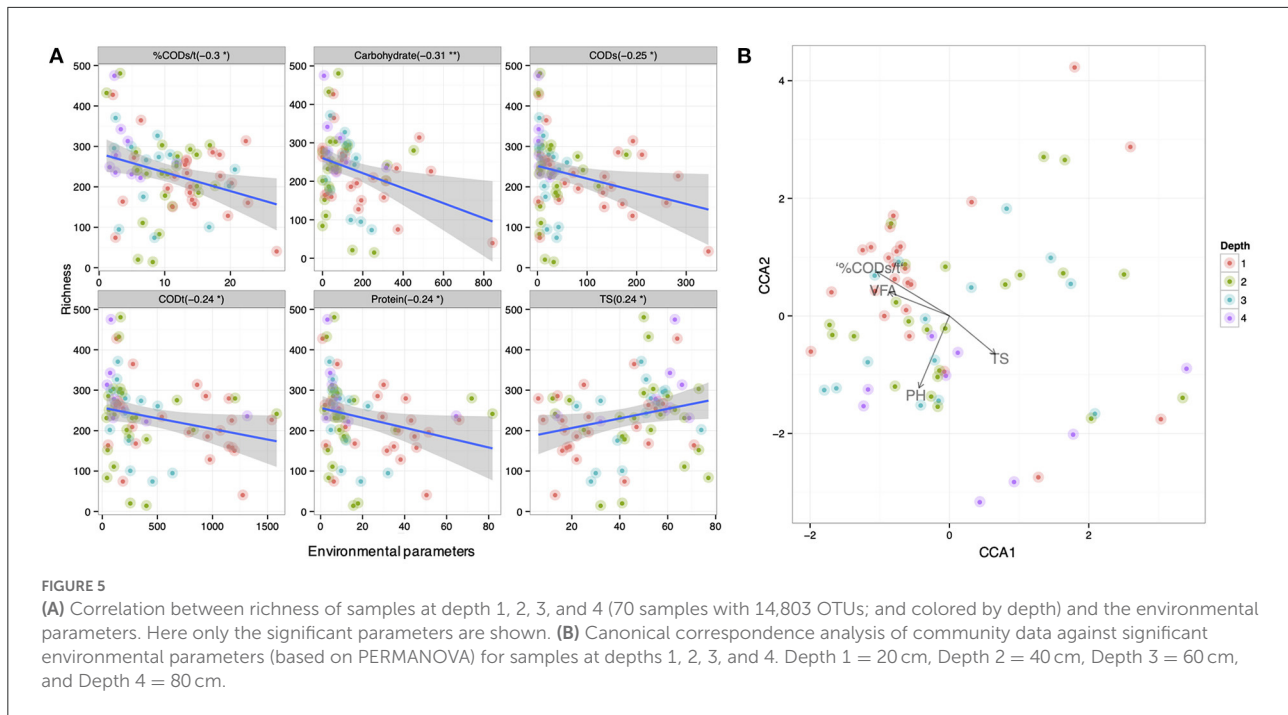 A
%CODs/t(-0.3 *)
Carbohydrate(-0.31 **)
CODs(-0.25 *)
500
400
300
200
100
0
0 10 20
0 200 400 600 800
0 100 200 300
CODt(-0.24 *)
Protein(-0.24 *)
TS(0.24 *)
500
400
300
200
100
0
0 500 1000 1500
0 20 40 60 80
20 40 60 80
Richness
Environmental parameters
B
4
2
0
−2
−2 0 2
CCA2
CCA1
'%CODs/t'
VFA
TS
PH
Depth
1
2
3
4
FIGURE 5
(A) Correlation between richness of samples at depth 1, 2, 3, and 4 (70 samples with 14,803 OTUs; and colored by depth) and the environmental
parameters. Here only the significant parameters are shown. (B) Canonical correspondence analysis of community data against significant
environmental parameters (based on PERMANOVA) for samples at depths 1, 2, 3, and 4. Depth 1 = 20 cm, Depth 2 = 40 cm, Depth 3 = 60 cm,
and Depth 4 = 80 cm.